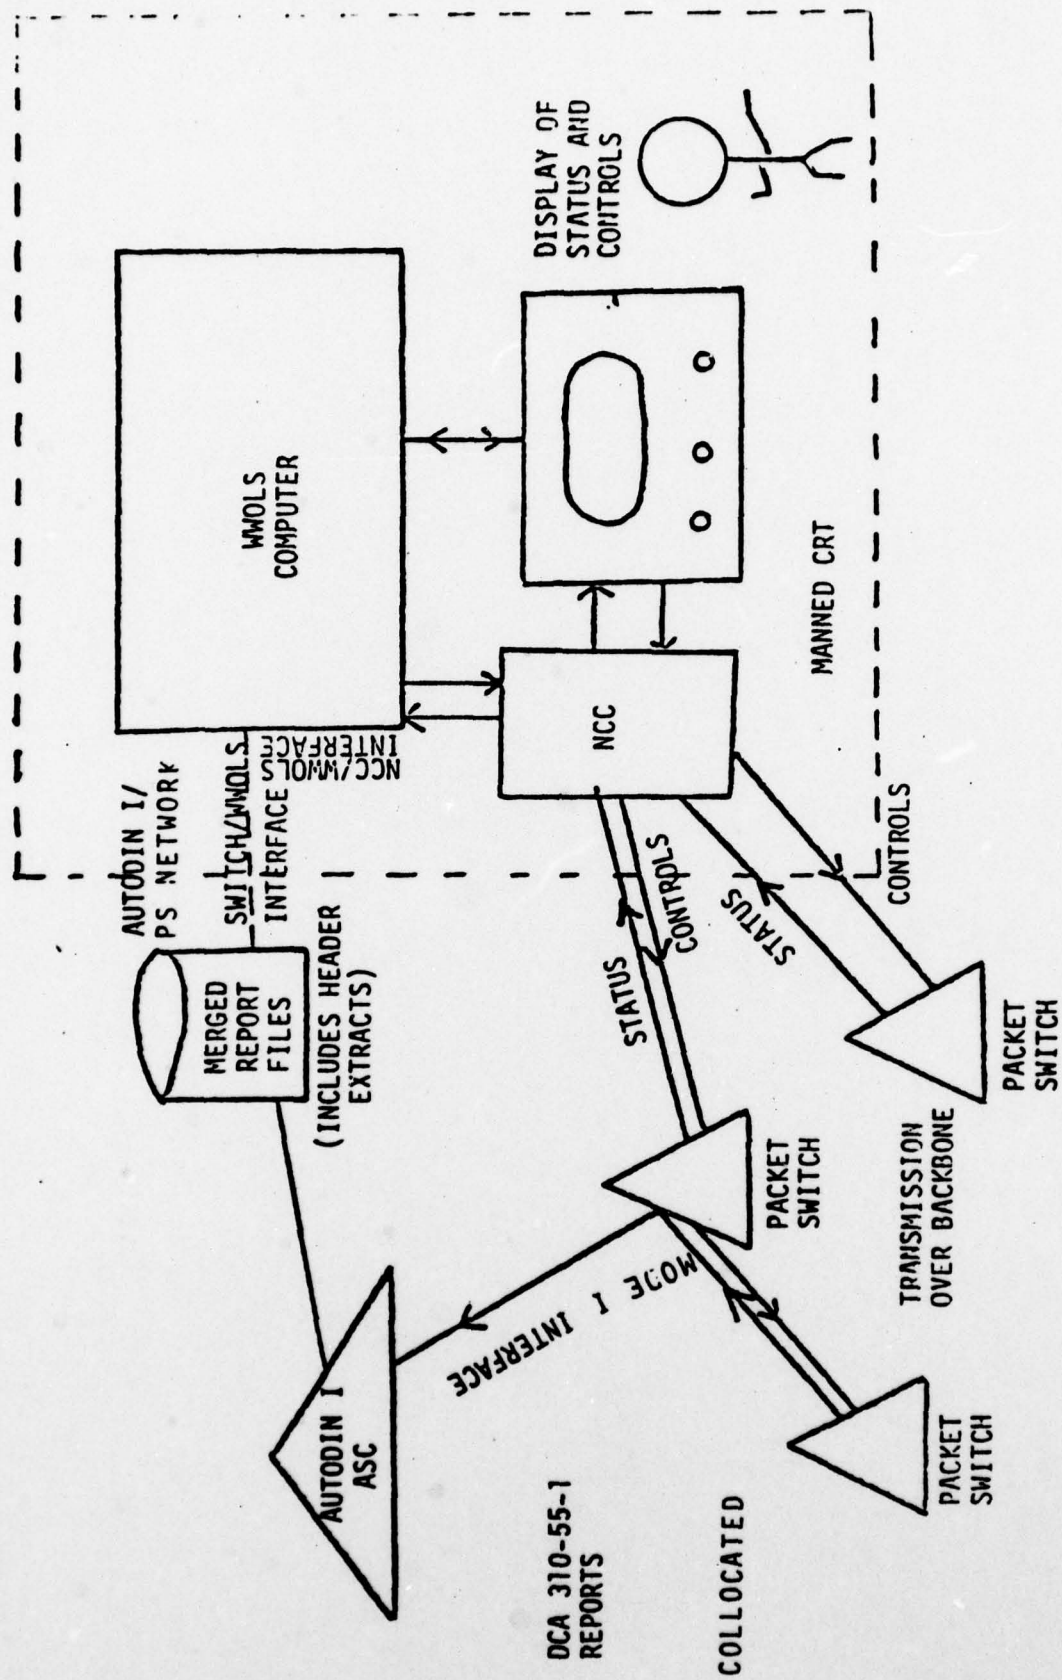 AUTODIN I/
PS NETWORK
SWITCH/WWOLS
INTERFACE
NCC/WWOLS
INTERFACE
WWOLS
COMPUTER
MERGED
REPORT
FILES
(INCLUDES HEADER
EXTRACTS)
AUTODIN I
ASC
MODE I INTERFACE
DCA 310-55-1
REPORTS
COLLOCATED
STATUS
CONTROLS
NCC
DISPLAY OF
STATUS AND
CONTROLS
MANNED CRT
STATUS
CONTROLS
PACKET
SWITCH
PACKET
SWITCH
TRANSMISSION
OVER BACKBONE
PACKET
SWITCH